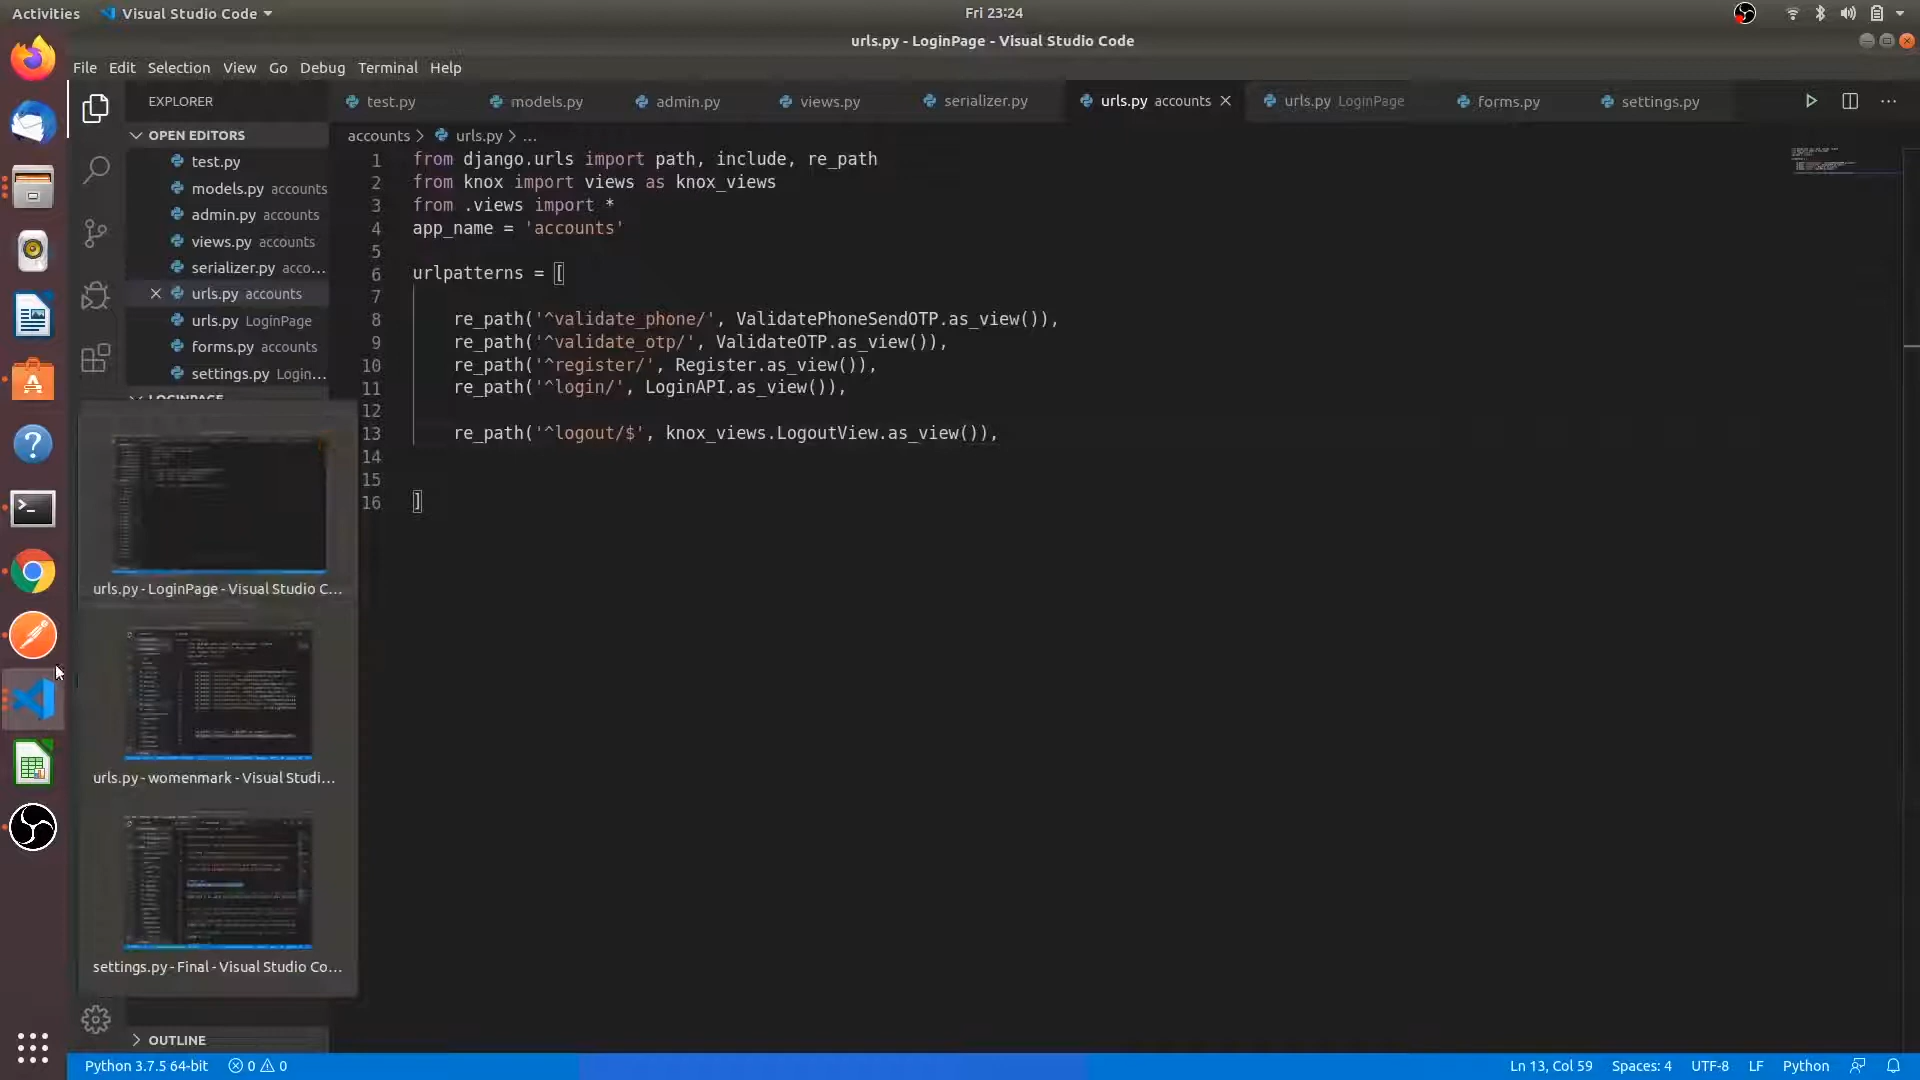 Activities
Visual Studio Code
Fri 23:24
urls.py - LoginPage - Visual Studio Code
File Edit Selection View Go Debug Terminal Help
EXPLORER
test.py
models.py
admin.py
views.py
serializer.py
urls.py accounts
urls.py LoginPage
forms.py
settings.py
OPEN EDITORS
test.py
models.py accounts
admin.py accounts
views.py accounts
serializer.py acco...
urls.py accounts
urls.py LoginPage
forms.py accounts
settings.py Login...
LOGINPAGE
accounts > urls.py > ...
1 from django.urls import path, include, re_path
2 from knox import views as knox_views
3 from .views import *
4 app_name = 'accounts'
5
6 urlpatterns = [
7
8 re_path('^validate_phone/', ValidatePhoneSendOTP.as_view()),
9 re_path('^validate_otp/', ValidateOTP.as_view()),
10 re_path('^register/', Register.as_view()),
11 re_path('^login/', LoginAPI.as_view()),
12
13 re_path('^logout/$', knox_views.LogoutView.as_view()),
14
15
16 ]
urls.py - LoginPage - Visual Studio C...
urls.py - womenmark - Visual Studi...
settings.py - Final - Visual Studio Co...
OUTLINE
Python 3.7.5 64-bit
0 0
Ln 13, Col 59
Spaces: 4
UTF-8
LF
Python